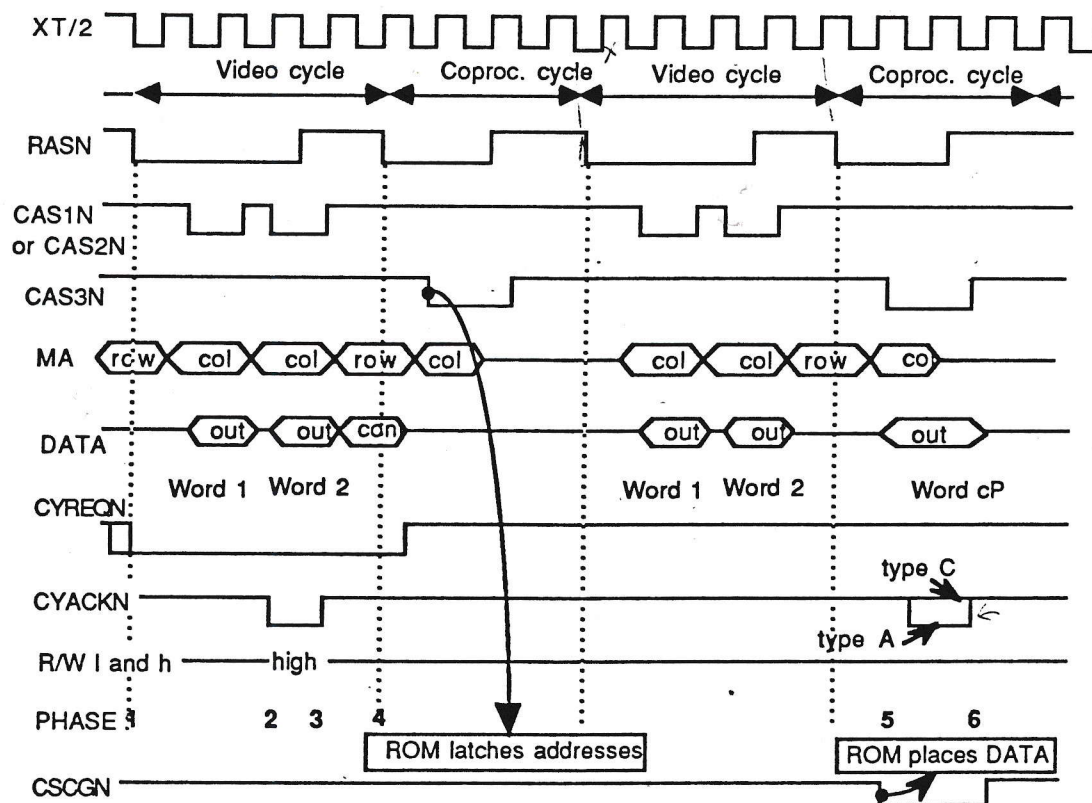 XT/2
Video cycle Coproc. cycle Video cycle Coproc. cycle
RASN
CAS1N
or CAS2N
CAS3N
MA row col col row col col col row co
DATA out out con out out out
Word 1 Word 2 Word 1 Word 2 Word cP
CYREQN
type C
CYACKN
type A
R/W l and h high
PHASE 1 2 3 4 5 6
ROM latches addresses ROM places DATA
CSCGN